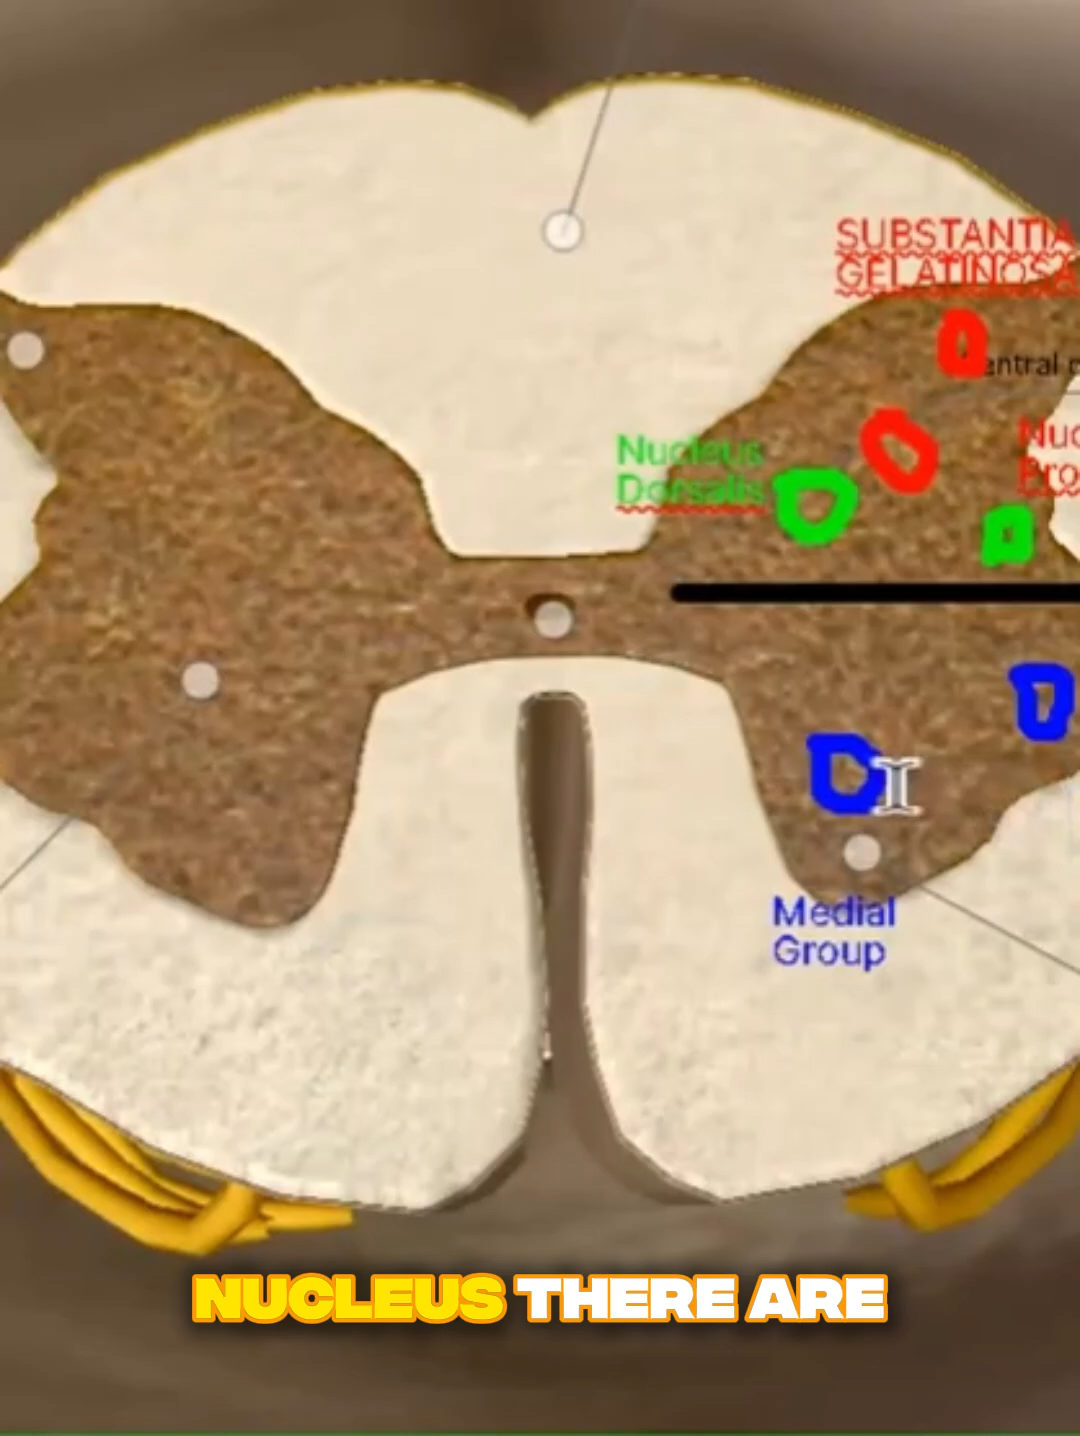 SUBSTANTIA
GELATINOSA
entral
Nucleus
Dorsalis
Medial
Group
NUCLEUS THERE ARE